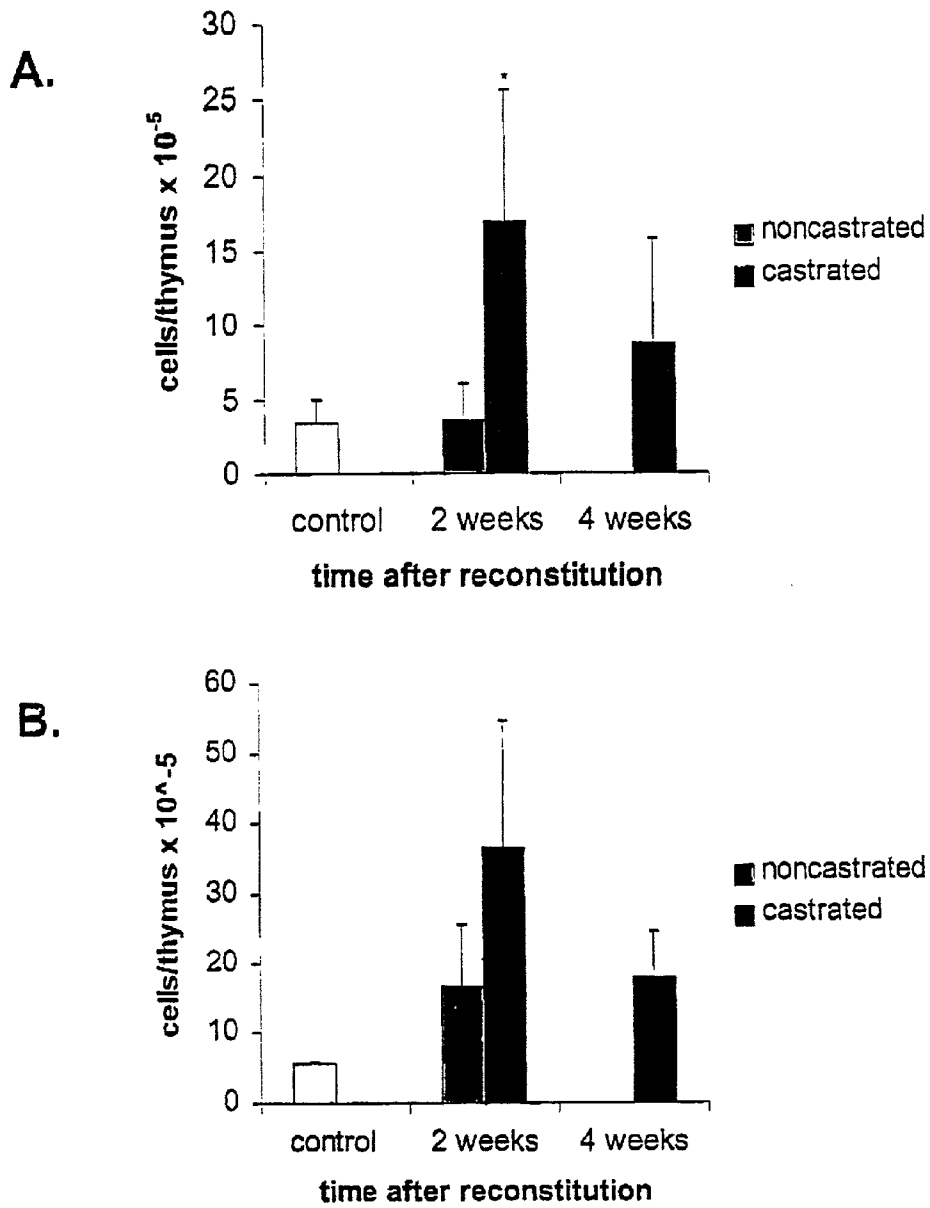 A.
30
25
20
15
10
5
0
cells/thymus x 10⁻⁵
*
noncastrated
castrated
control
2 weeks
4 weeks
time after reconstitution
B.
60
50
40
30
20
10
0
cells/thymus x 10^-5
noncastrated
castrated
control
2 weeks
4 weeks
time after reconstitution